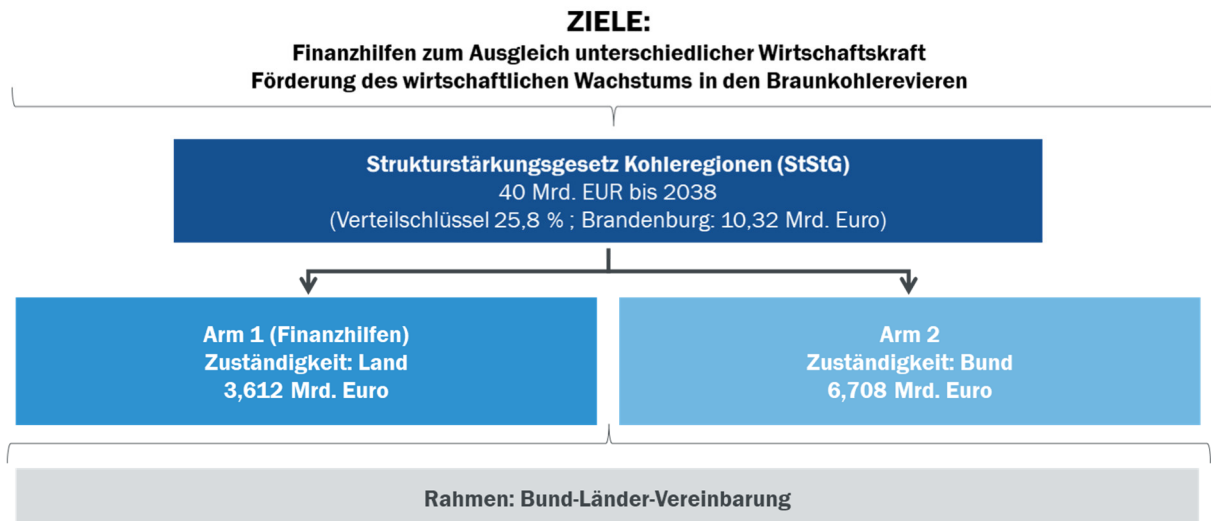 ZIELE:
Finanzhilfen zum Ausgleich unterschiedlicher Wirtschaftskraft
Förderung des wirtschaftlichen Wachstums in den Braunkohlerevieren
Strukturstärkungsgesetz Kohleregionen (StStG)
40 Mrd. EUR bis 2038
(Verteilschlüssel 25,8 % ; Brandenburg: 10,32 Mrd. Euro)
Arm 1 (Finanzhilfen)
Zuständigkeit: Land
3,612 Mrd. Euro
Arm 2
Zuständigkeit: Bund
6,708 Mrd. Euro
Rahmen: Bund-Länder-Vereinbarung